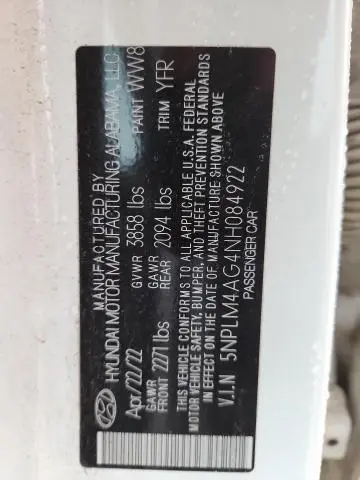 MANUFACTURED BY
HYUNDAI MOTOR MANUFACTURING ALABAMA, LLC
Apr/22/22 GVWR 3858 lbs PAINT WW8
GAWR FRONT 2271 lbs GAWR REAR 2094 lbs TRIM YFR
THIS VEHICLE CONFORMS TO ALL APPLICABLE U.S.A. FEDERAL
MOTOR VEHICLE SAFETY, BUMPER, AND THEFT PREVENTION STANDARDS
IN EFFECT ON THE DATE OF MANUFACTURE SHOWN ABOVE.
V.I.N 5NPLM4AG4NH084922
PASSENGER CAR